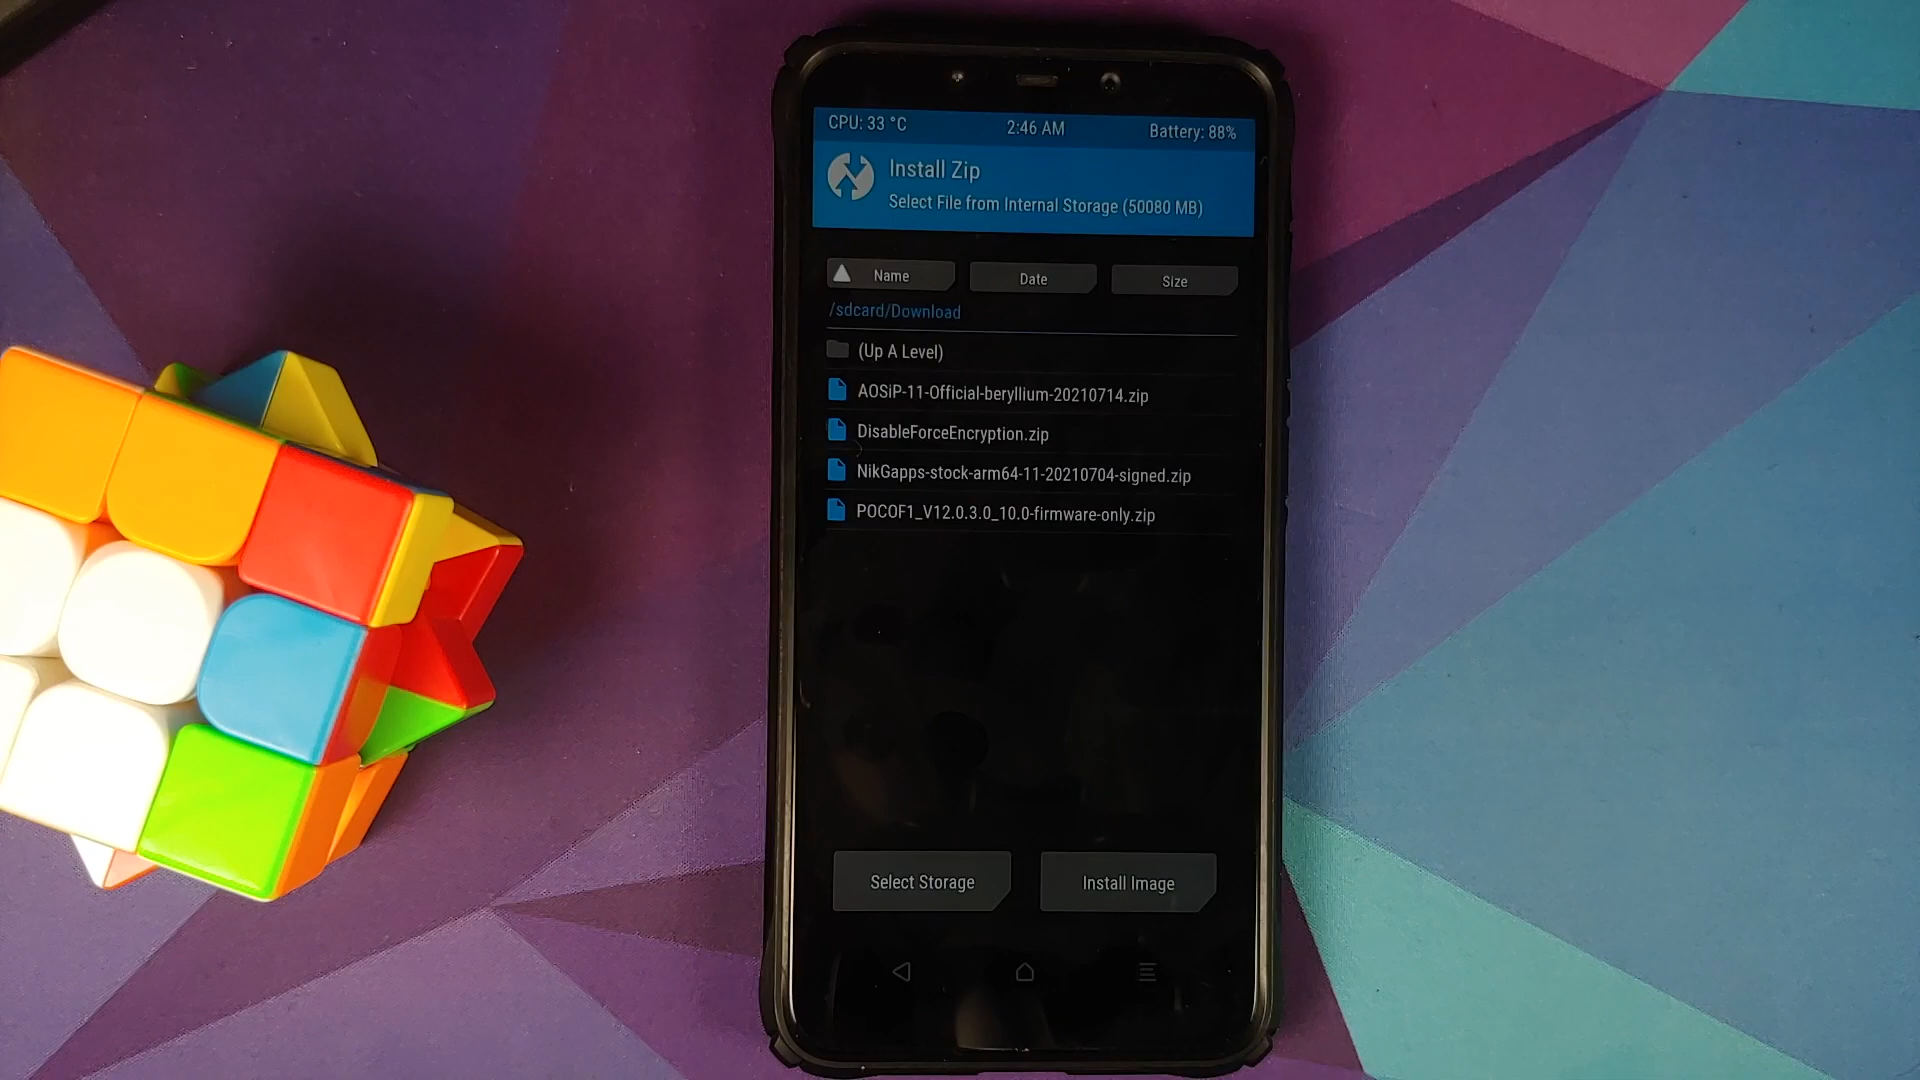 CPU: 33 °C 2:46 AM Battery: 88%
Install Zip
Select File from Internal Storage (50080 MB)
Name Date Size
/sdcard/Download
(Up A Level)
AOSiP-11-Official-beryllium-20210714.zip
DisableForceEncryption.zip
NikGapps-stock-arm64-11-20210704-signed.zip
POCOF1_V12.0.3.0_10.0-firmware-only.zip
Select Storage Install Image